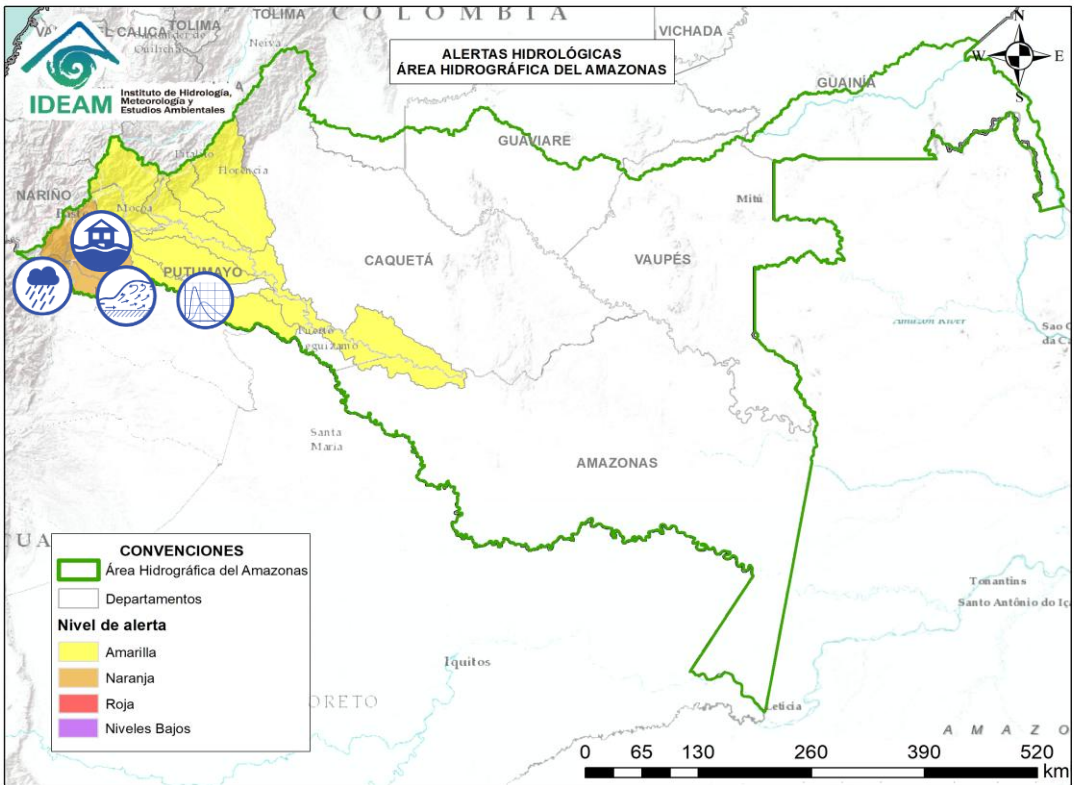 COLOMBIA
TOLIMA
TOLIMA
Quilichao
Neiva
VICHADA
ALERTAS HIDROLÓGICAS
ÁREA HIDROGRÁFICA DEL AMAZONAS
N
W
E
S
IDEAM
Instituto de Hidrología,
Meteorología y
Estudios Ambientales
GUAINÍA
GUAVIARE
Florencia
NARIÑO
Mocoa
Mitú
CAQUETÁ
VAUPÉS
PUTUMAYO
Amazon River
Puerto
Santa
Maria
AMAZONAS
CONVENCIONES
Área Hidrográfica del Amazonas
Departamentos
Nivel de alerta
Amarilla
Naranja
Roja
Niveles Bajos
Tonantins
Santo Antônio do Iç
Iquitos
ORETO
Leticia
AMAZO
0 65 130 260 390 520
km